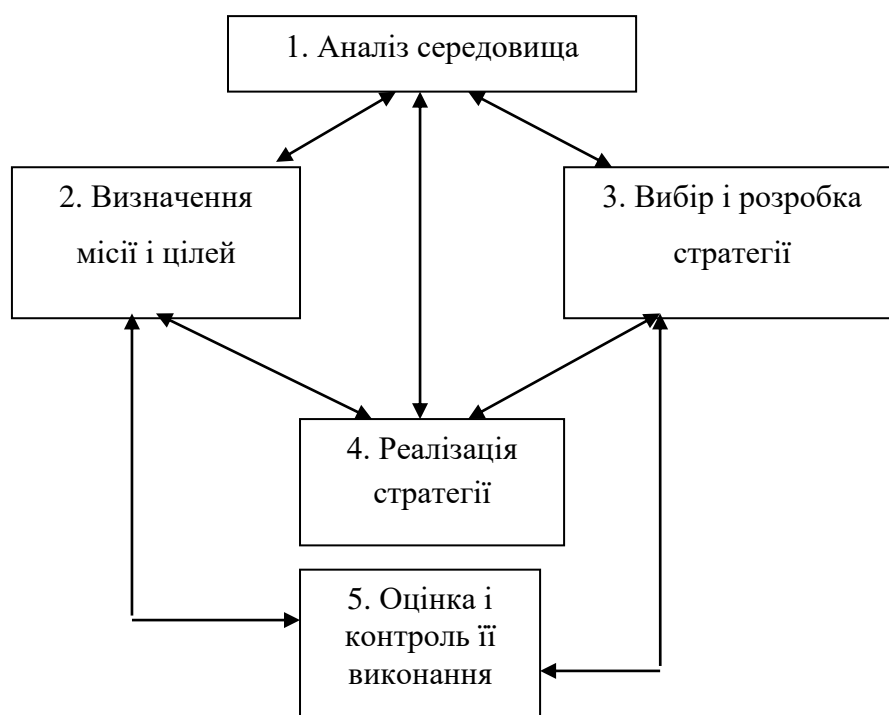 1. Аналіз середовища
2. Визначення
місії і цілей
3. Вибір і розробка
стратегії
4. Реалізація
стратегії
5. Оцінка і
контроль її
виконання